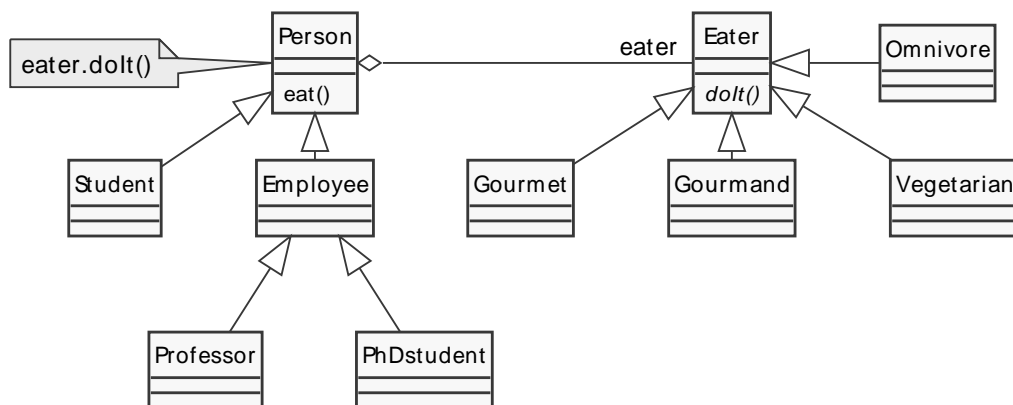 Person
eat()
eater.doIt()
eater
Eater
doIt()
Omnivore
Student
Employee
Gourmet
Gourmand
Vegetarian
Professor
PhDstudent